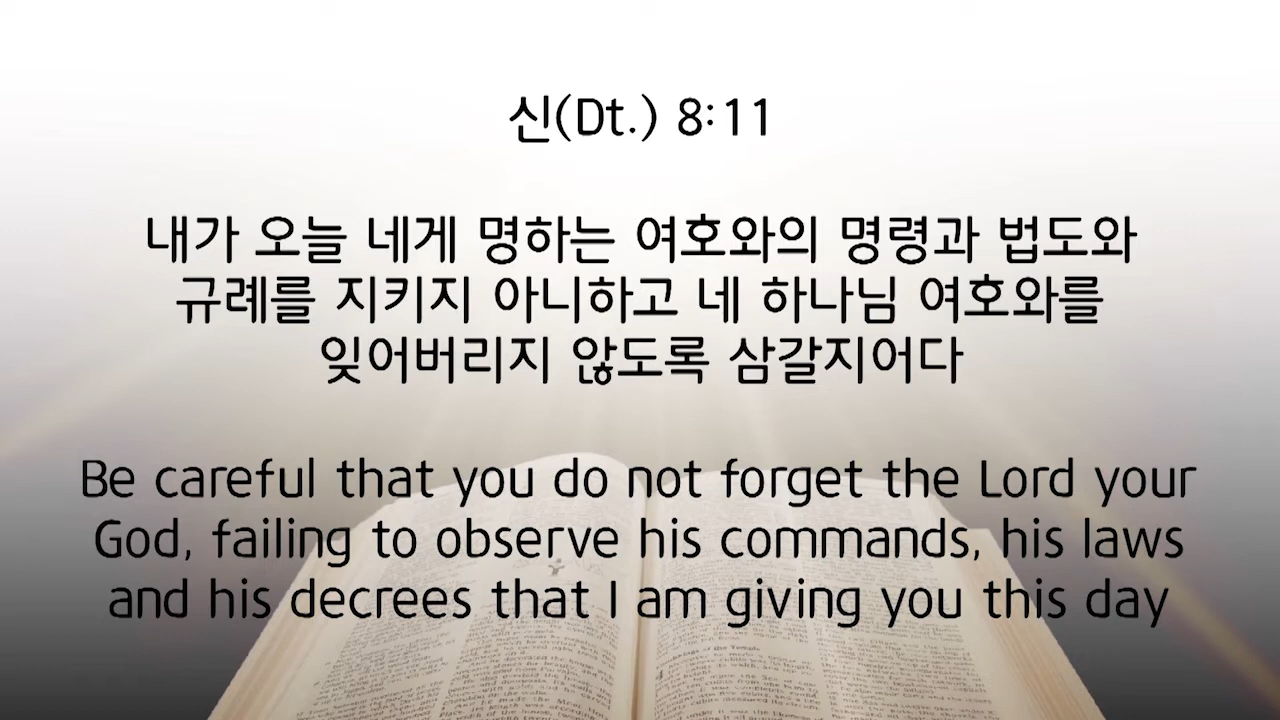 신(Dt.) 8:11
내가 오늘 네게 명하는 여호와의 명령과 법도와
규례를 지키지 아니하고 네 하나님 여호와를
잊어버리지 않도록 삼갈지어다
Be careful that you do not forget the Lord your
God, failing to observe his commands, his laws
and his decrees that I am giving you this day